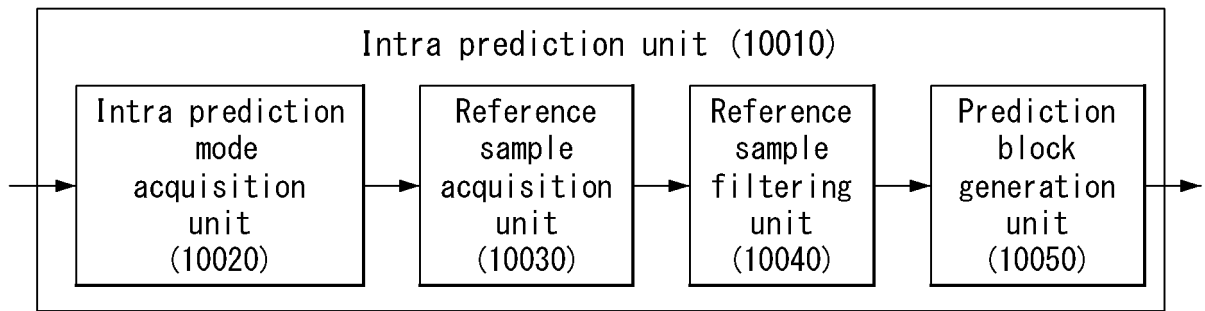 Intra prediction unit (10010)
Intra prediction
mode
acquisition
unit
(10020)
Reference
sample
acquisition
unit
(10030)
Reference
sample
filtering
unit
(10040)
Prediction
block
generation
unit
(10050)